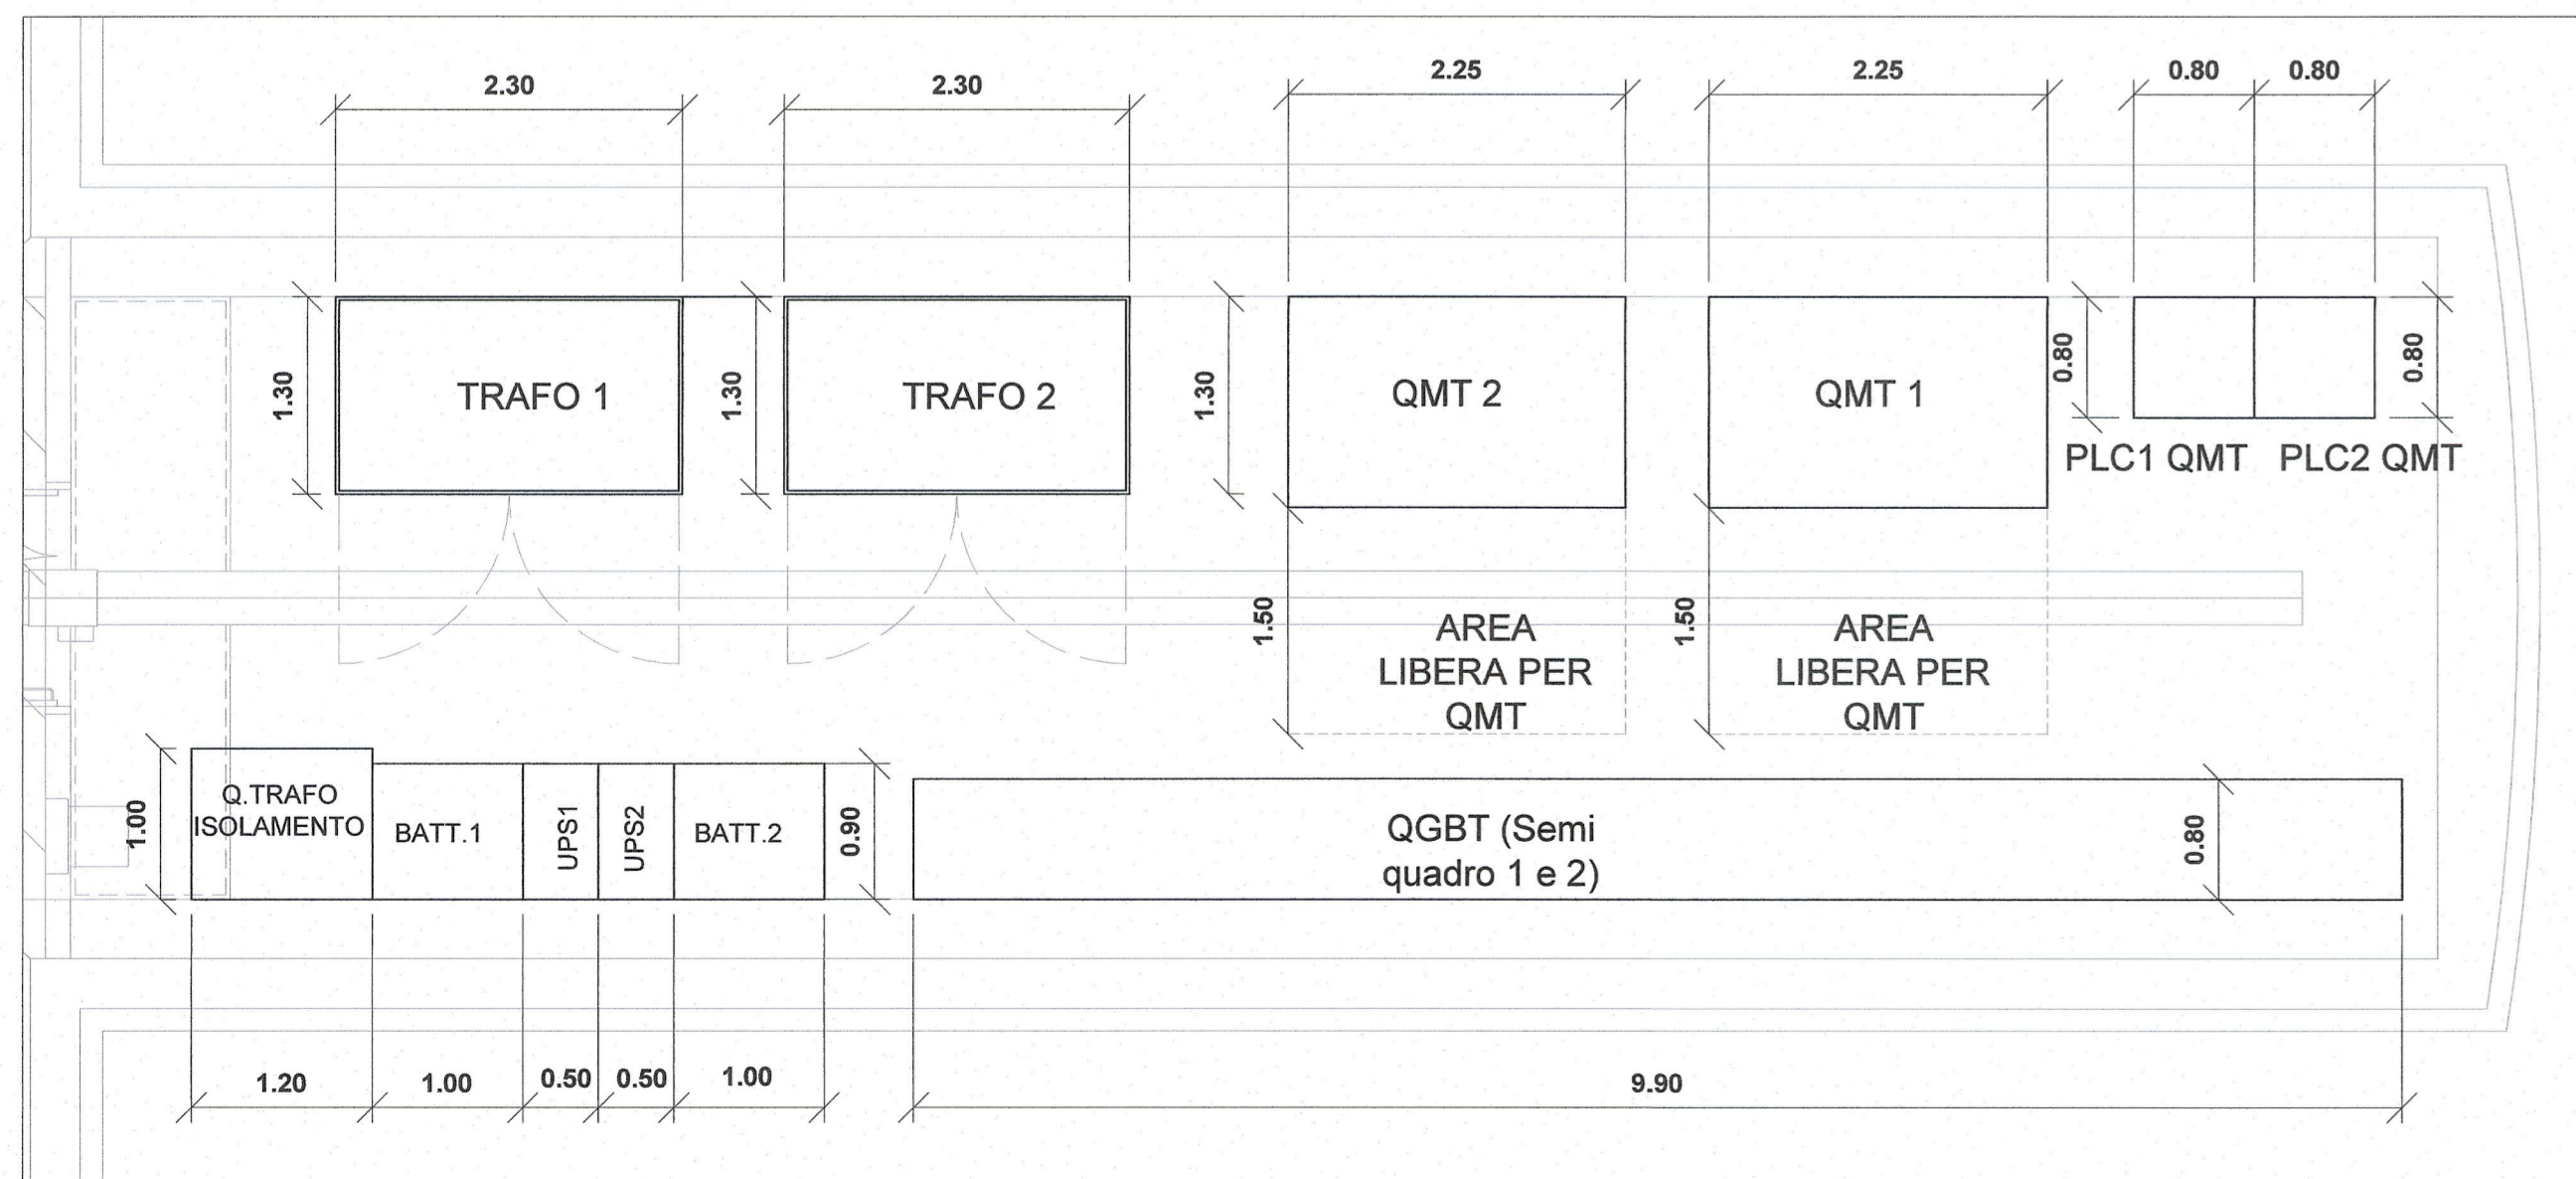 2.30
2.30
2.25
2.25
0.80
0.80
1.30
TRAFO 1
1.30
TRAFO 2
1.30
QMT 2
QMT 1
0.80
0.80
PLC1 QMT
PLC2 QMT
1.50
AREA
LIBERA PER
QMT
1.50
AREA
LIBERA PER
QMT
1.00
Q.TRAFO
ISOLAMENTO
BATT.1
UPS1
UPS2
BATT.2
0.90
QGBT (Semi
quadro 1 e 2)
0.80
1.20
1.00
0.50
0.50
1.00
9.90